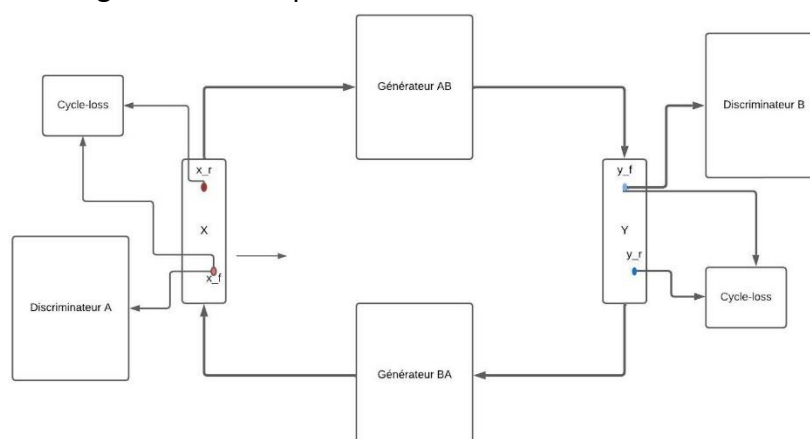 Générateur AB
Discriminateur B
Cycle-loss
x_r
y_f
X
Y
y_r
x_f
Discriminateur A
Cycle-loss
Générateur BA